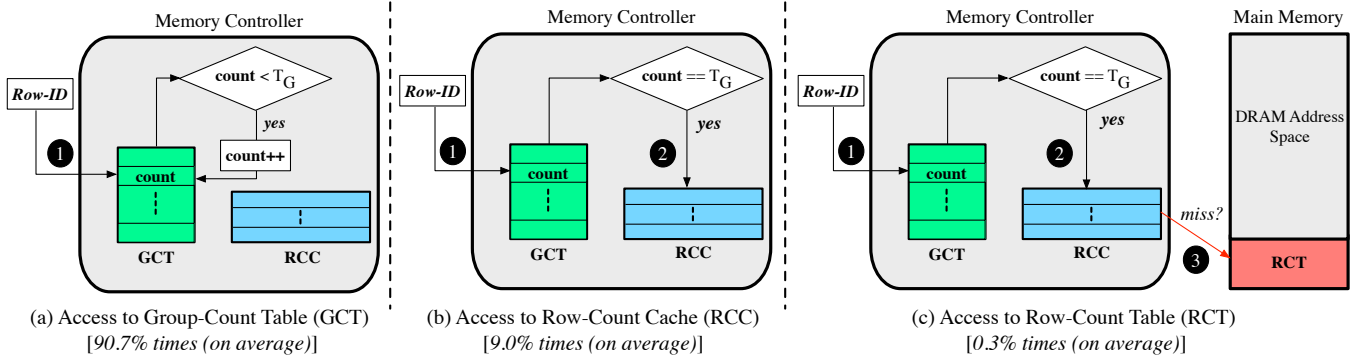 Memory Controller
Row-ID
1
count < TG
yes
count++
count
GCT
RCC
(a) Access to Group-Count Table (GCT)
[90.7% times (on average)]
Memory Controller
Row-ID
1
count == TG
yes
2
count
GCT
RCC
(b) Access to Row-Count Cache (RCC)
[9.0% times (on average)]
Memory Controller
Main Memory
Row-ID
1
count == TG
yes
2
count
GCT
RCC
miss?
3
DRAM Address
Space
RCT
(c) Access to Row-Count Table (RCT)
[0.3% times (on average)]